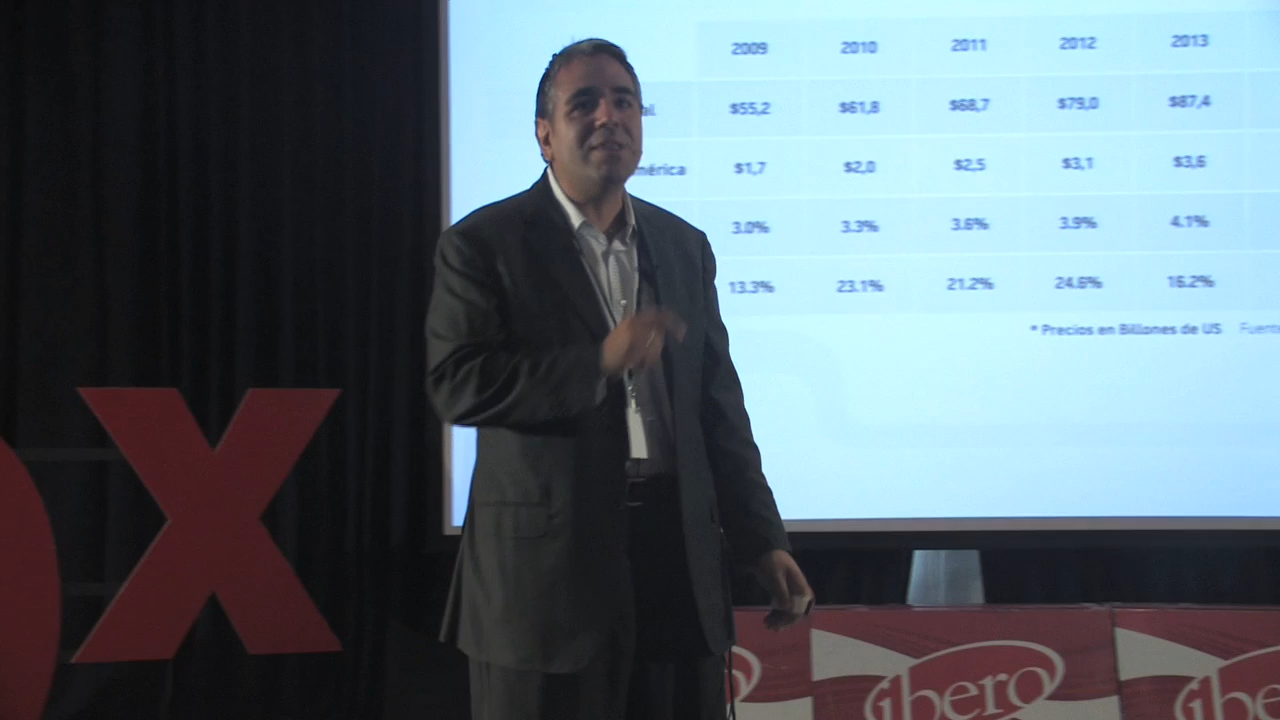 2009 2010 2011 2012 2013
al $55,2 $61,8 $68,7 $79,0 $87,4
mérica $1,7 $2,0 $2,5 $3,1 $3,6
3.0% 3.3% 3.6% 3.9% 4.1%
13.3% 23.1% 21.2% 24.6% 16.2%
* Precios en Billones de US Fuent
X
ibero
ibero